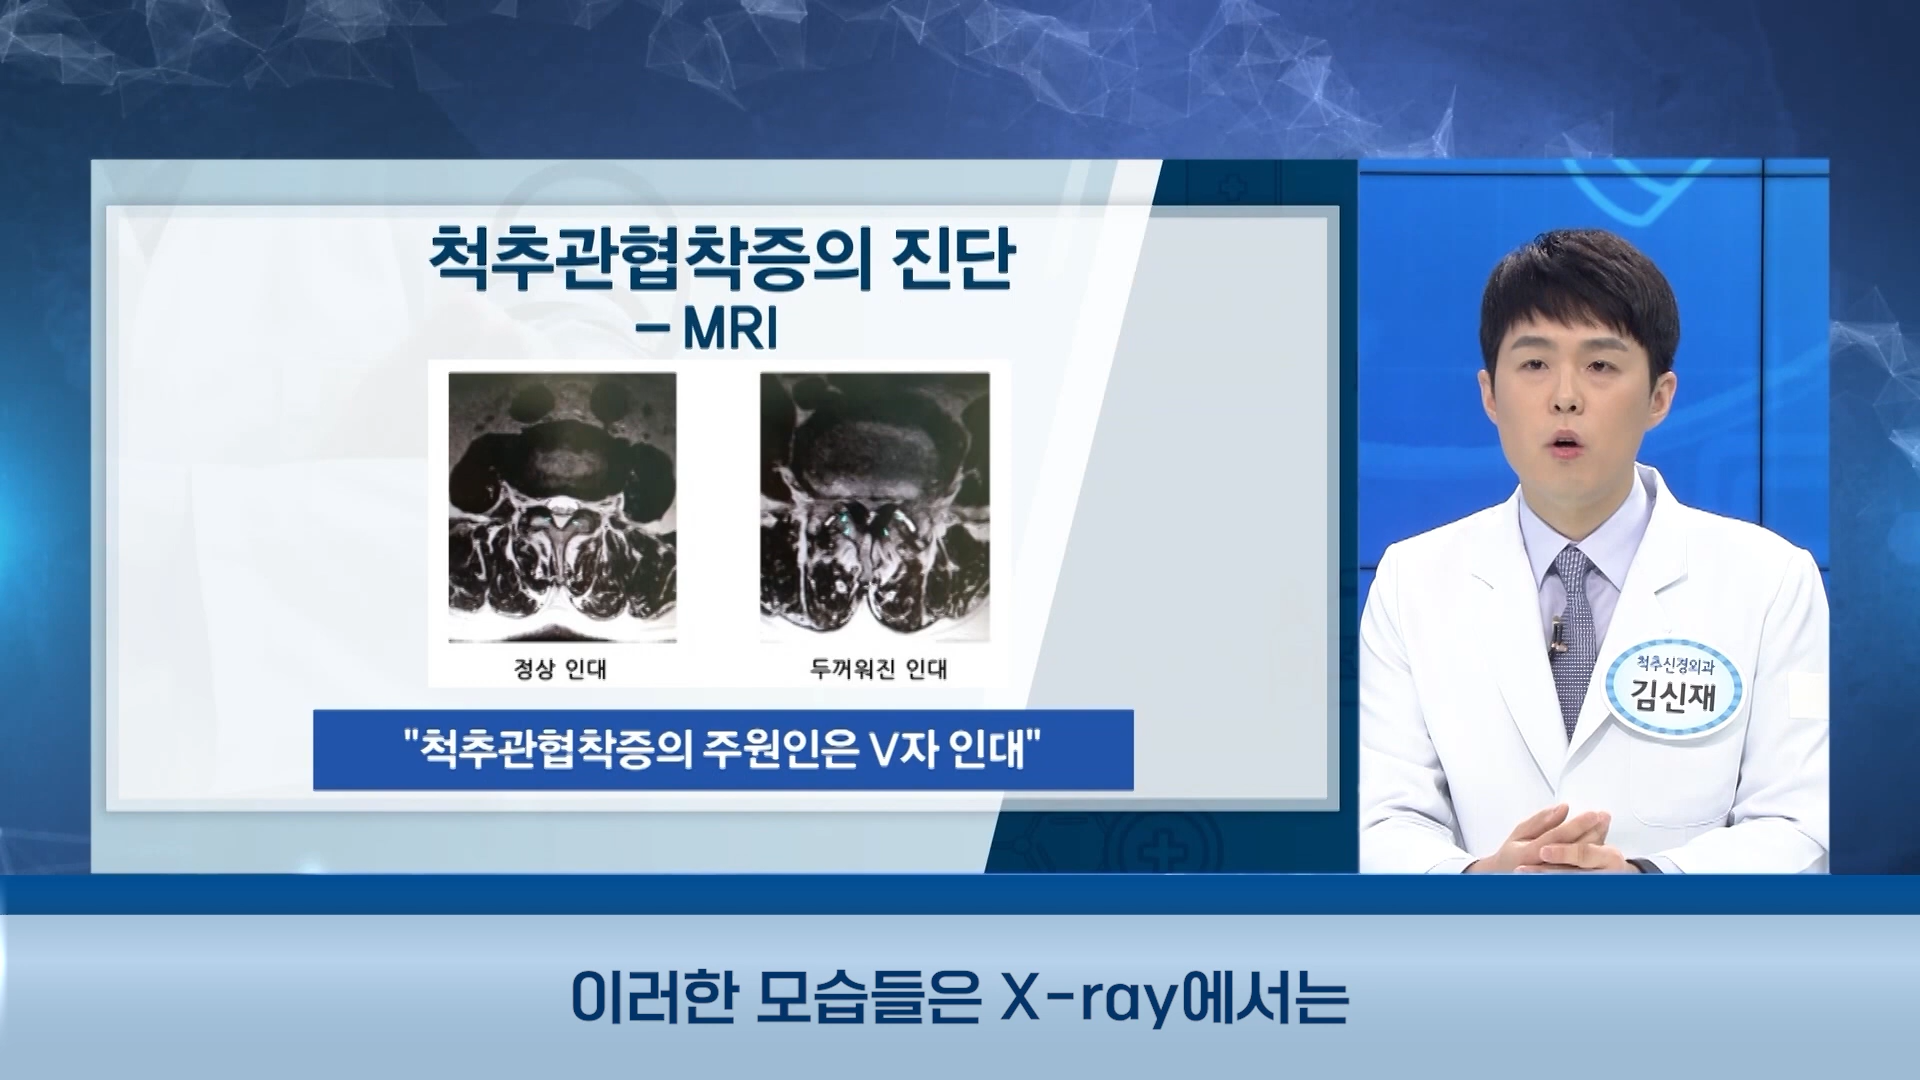 척추관협착증의 진단
– MRI
정상 인대
두꺼워진 인대
"척추관협착증의 주원인은 V자 인대"
척추신경외과
김신재
이러한 모습들은 X-ray에서는